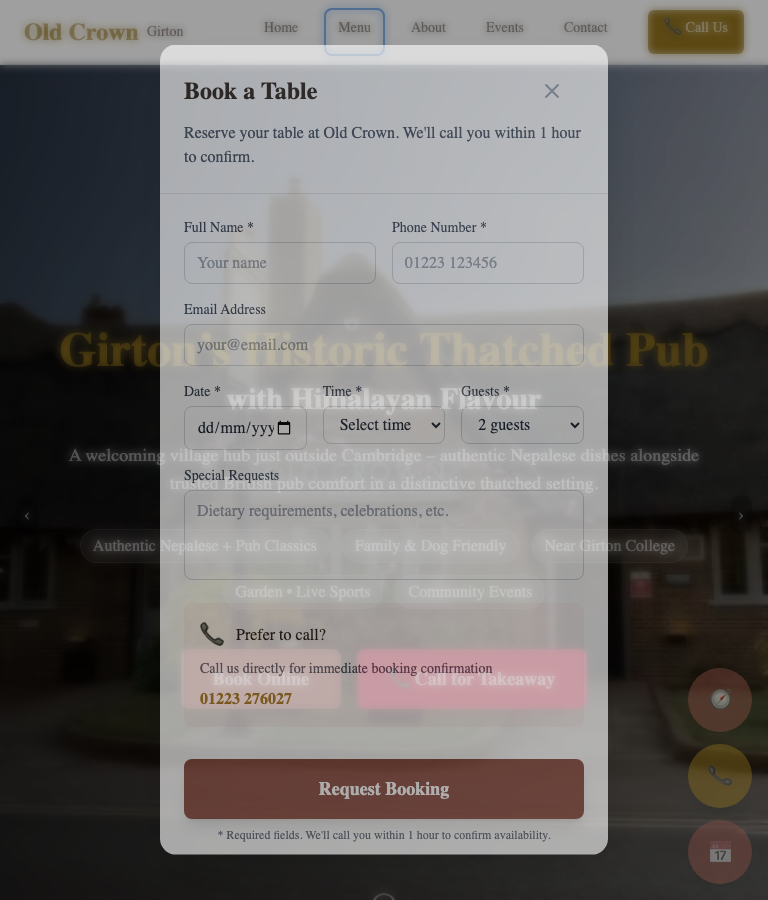 Old Crown Girton
Home
Menu
About
Events
Contact
📞 Call Us
Book a Table
Reserve your table at Old Crown. We'll call you within 1 hour
to confirm.
Full Name *
Phone Number *
Your name
01223 123456
Email Address
your@email.com
Girton's Historic Thatched Pub
Date *
Time *
Guests *
with Himalayan Flavour
dd/mm/yyy
Select time
2 guests
A welcoming village hub just outside Cambridge – authentic Nepalese dishes alongside
Special Requests
trusted British pub comfort in a distinctive thatched setting.
Dietary requirements, celebrations, etc.
‹
›
Authentic Nepalese + Pub Classics
Family & Dog Friendly
Near Girton College
Garden • Live Sports
Community Events
📞 Prefer to call?
Call us directly for immediate booking confirmation
Book Online
📞 Call for Takeaway
01223 276027
Request Booking
* Required fields. We'll call you within 1 hour to confirm availability.
17